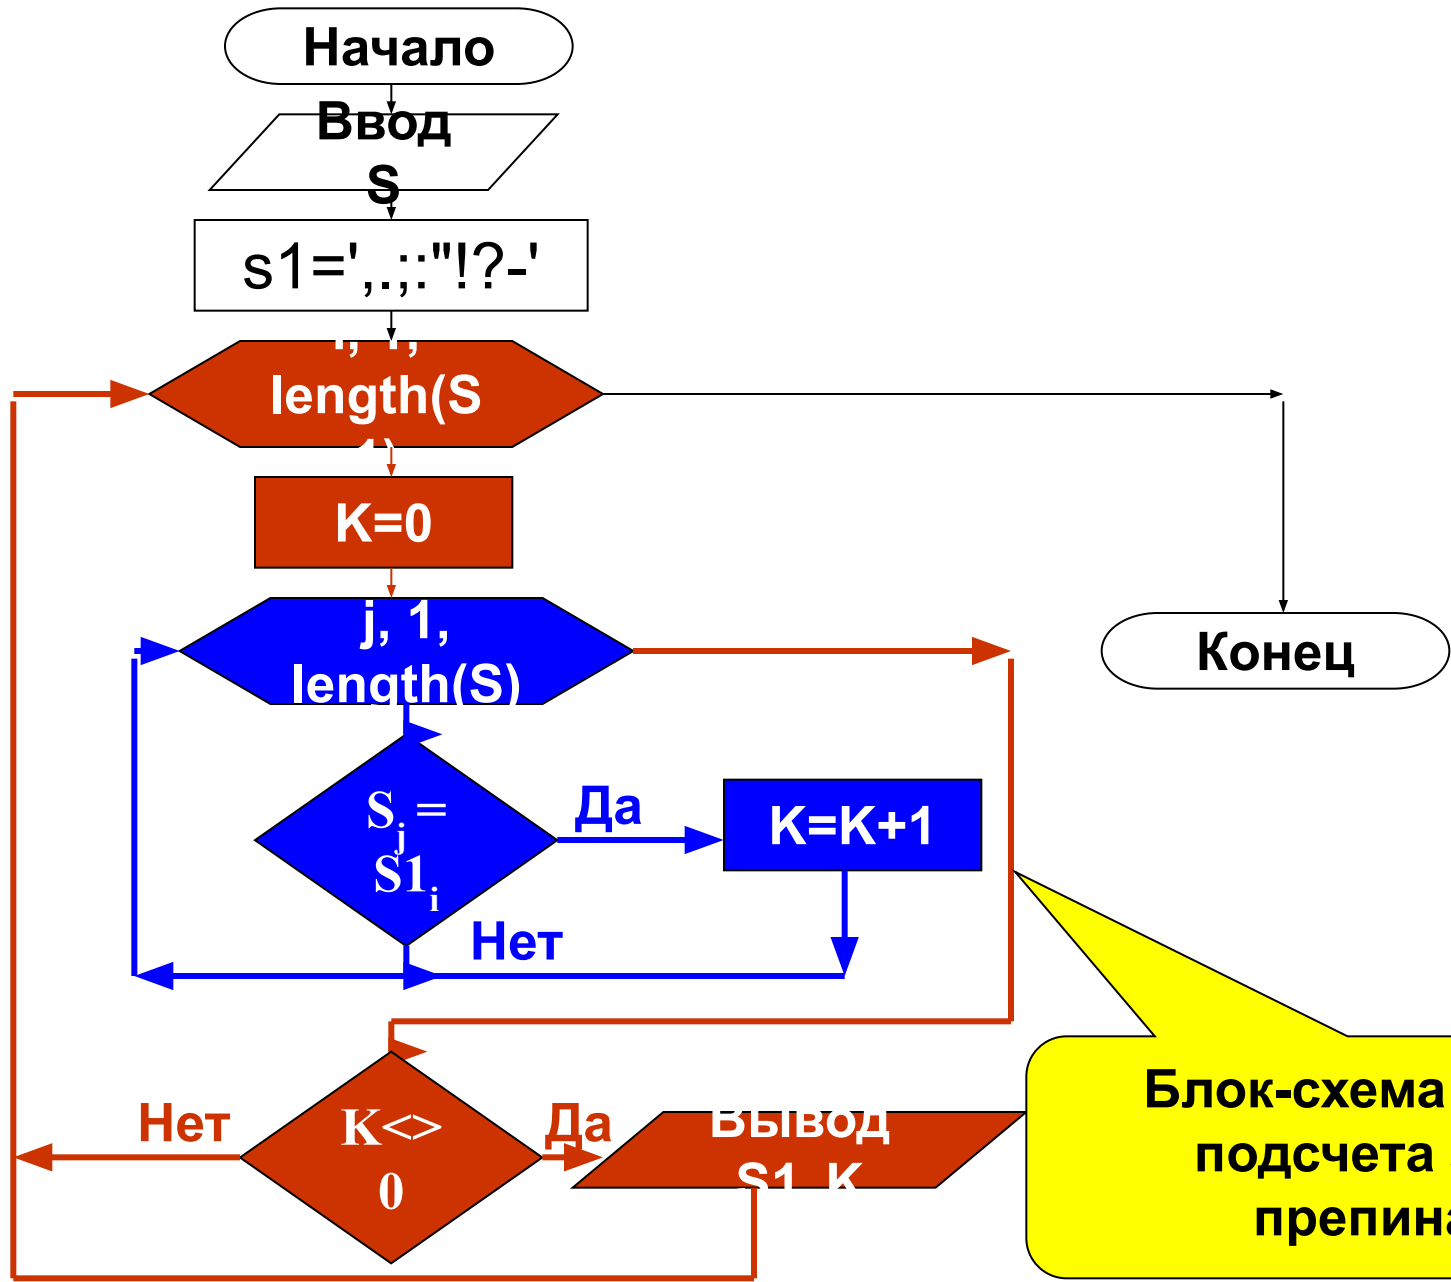 Начало
Ввод
S
s1=',.;:"!?-'
length(S
K=0
j, 1,
length(S)
Sj =
S1i
Да
K=K+1
Нет
Конец
K<>
0
Нет
Да
Вывод
S1 K
Блок-схема
подсчета